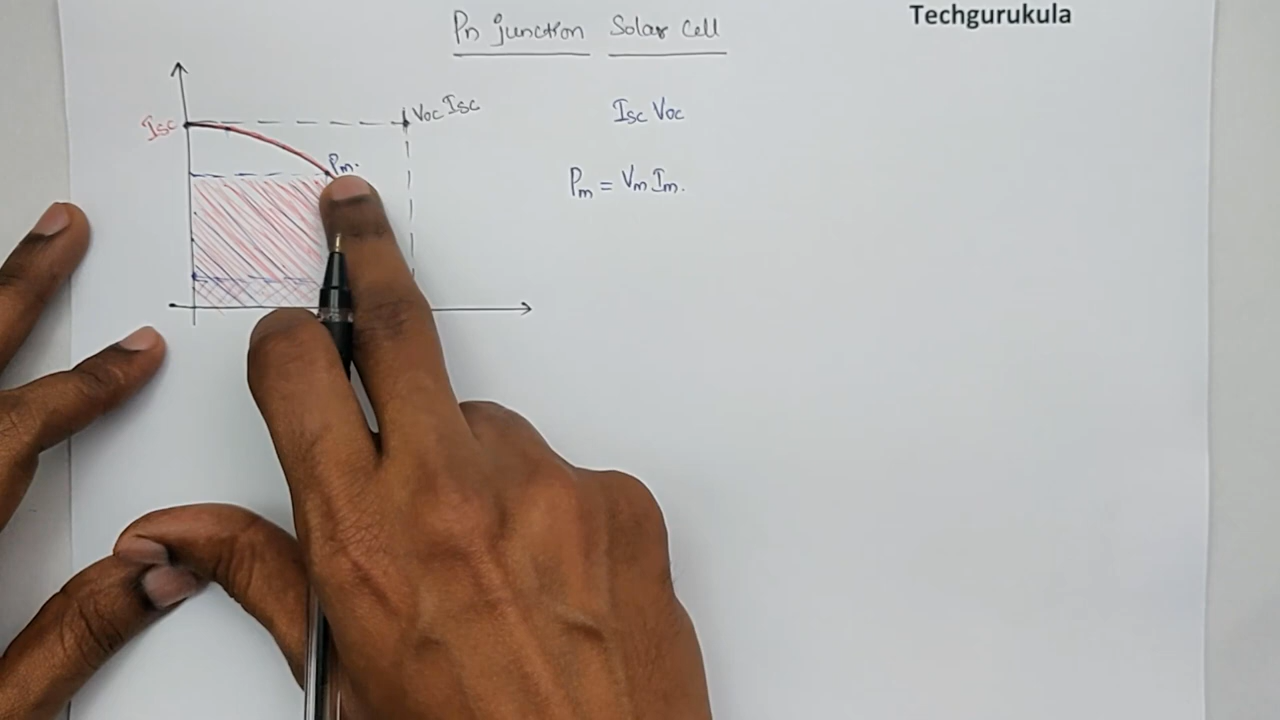 Techgurukula
Pn junction Solar Cell
Isc
Voc Isc
Isc Voc
Pm.
Pm = Vm Im.